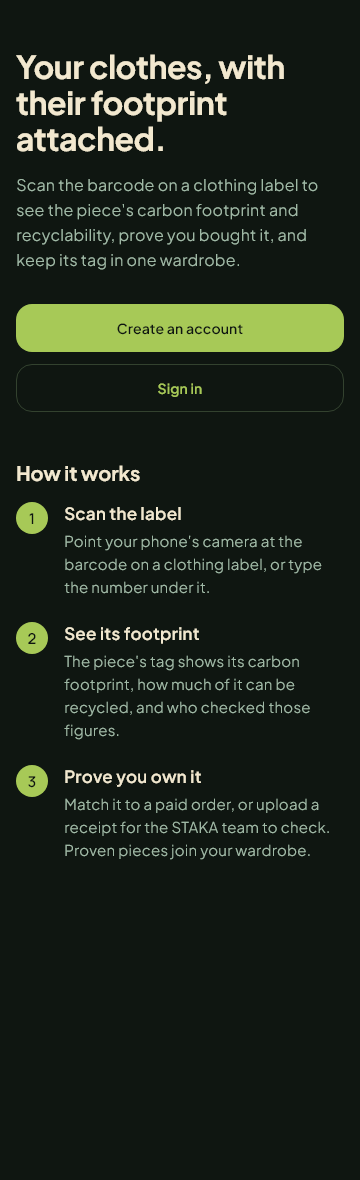 Your clothes, with
their footprint
attached.
Scan the barcode on a clothing label to
see the piece's carbon footprint and
recyclability, prove you bought it, and
keep its tag in one wardrobe.
Create an account
Sign in
How it works
1
Scan the label
Point your phone's camera at the
barcode on a clothing label, or type
the number under it.
2
See its footprint
The piece's tag shows its carbon
footprint, how much of it can be
recycled, and who checked those
figures.
3
Prove you own it
Match it to a paid order, or upload a
receipt for the STAKA team to check.
Proven pieces join your wardrobe.